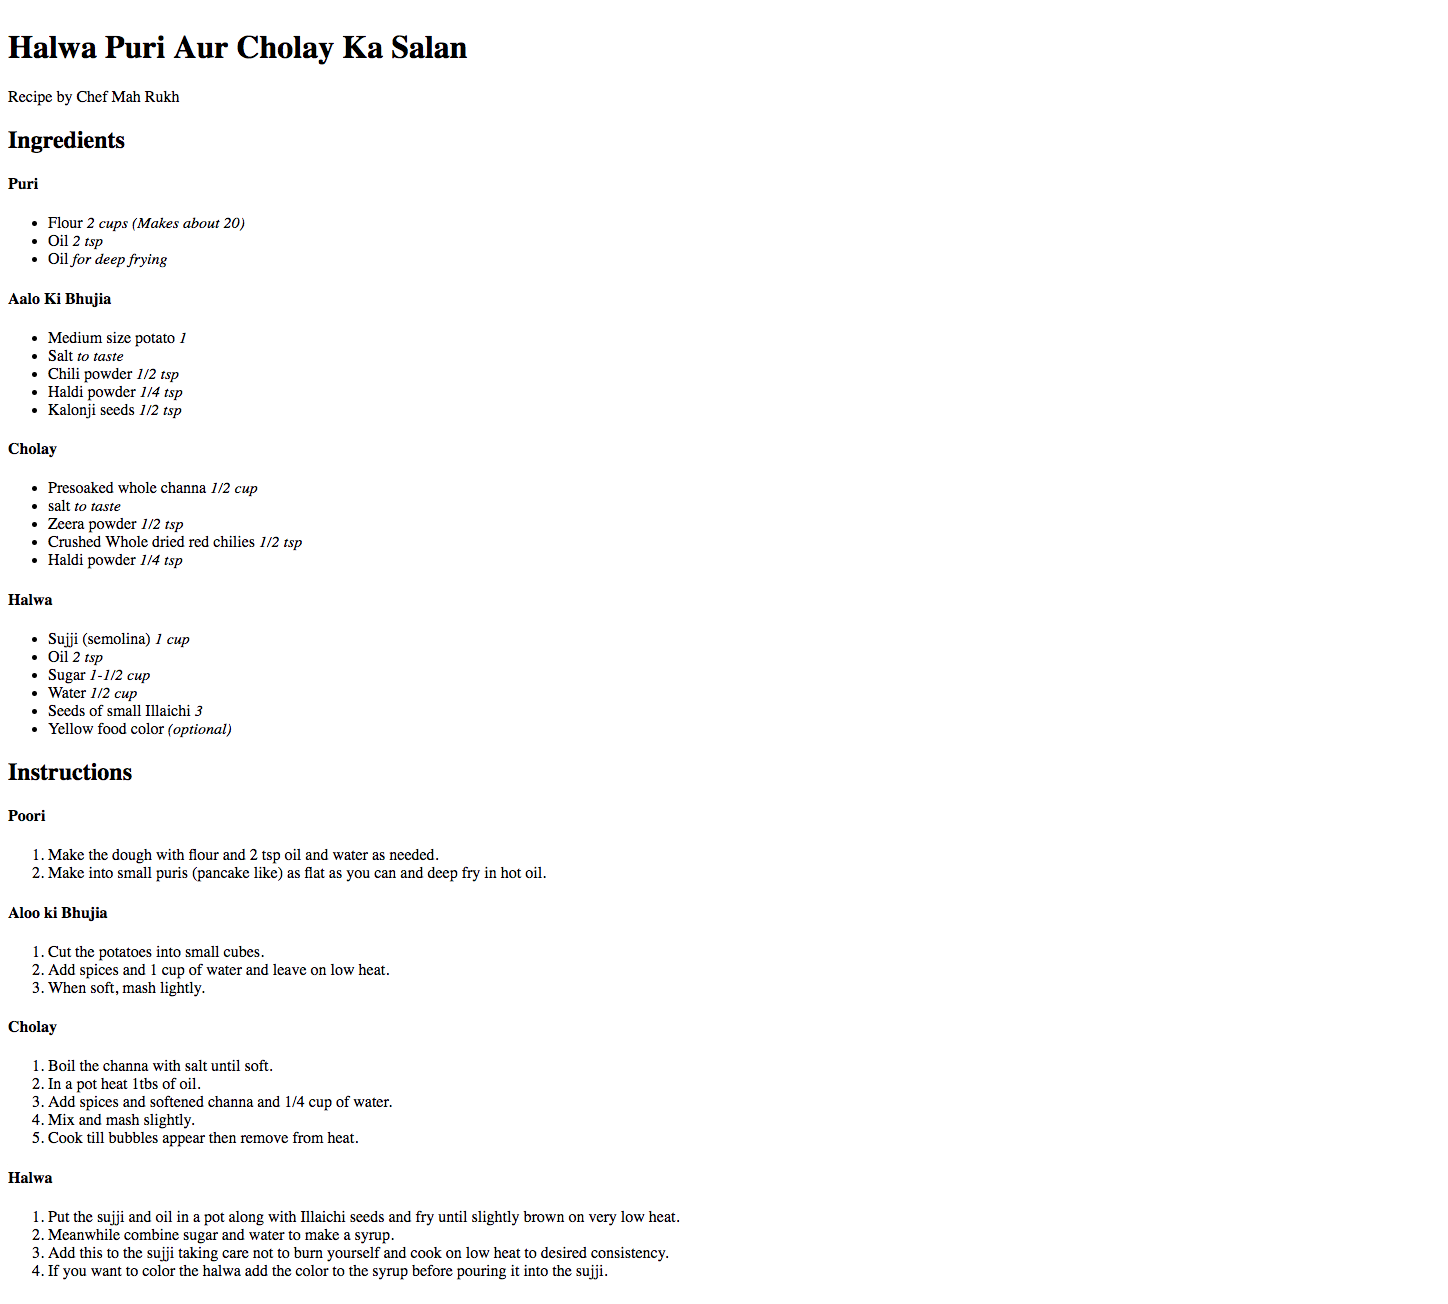 Halwa Puri Aur Cholay Ka Salan
Recipe by Chef Mah Rukh
Ingredients
Puri
• Flour 2 cups (Makes about 20)
• Oil 2 tsp
• Oil for deep frying
Aalo Ki Bhujia
• Medium size potato 1
• Salt to taste
• Chili powder 1/2 tsp
• Haldi powder 1/4 tsp
• Kalonji seeds 1/2 tsp
Cholay
• Presoaked whole channa 1/2 cup
• salt to taste
• Zeera powder 1/2 tsp
• Crushed Whole dried red chilies 1/2 tsp
• Haldi powder 1/4 tsp
Halwa
• Sujji (semolina) 1 cup
• Oil 2 tsp
• Sugar 1-1/2 cup
• Water 1/2 cup
• Seeds of small Illaichi 3
• Yellow food color (optional)
Instructions
Poori
1. Make the dough with flour and 2 tsp oil and water as needed.
2. Make into small puris (pancake like) as flat as you can and deep fry in hot oil.
Aloo ki Bhujia
1. Cut the potatoes into small cubes.
2. Add spices and 1 cup of water and leave on low heat.
3. When soft, mash lightly.
Cholay
1. Boil the channa with salt until soft.
2. In a pot heat 1tbs of oil.
3. Add spices and softened channa and 1/4 cup of water.
4. Mix and mash slightly.
5. Cook till bubbles appear then remove from heat.
Halwa
1. Put the sujji and oil in a pot along with Illaichi seeds and fry until slightly brown on very low heat.
2. Meanwhile combine sugar and water to make a syrup.
3. Add this to the sujji taking care not to burn yourself and cook on low heat to desired consistency.
4. If you want to color the halwa add the color to the syrup before pouring it into the sujji.